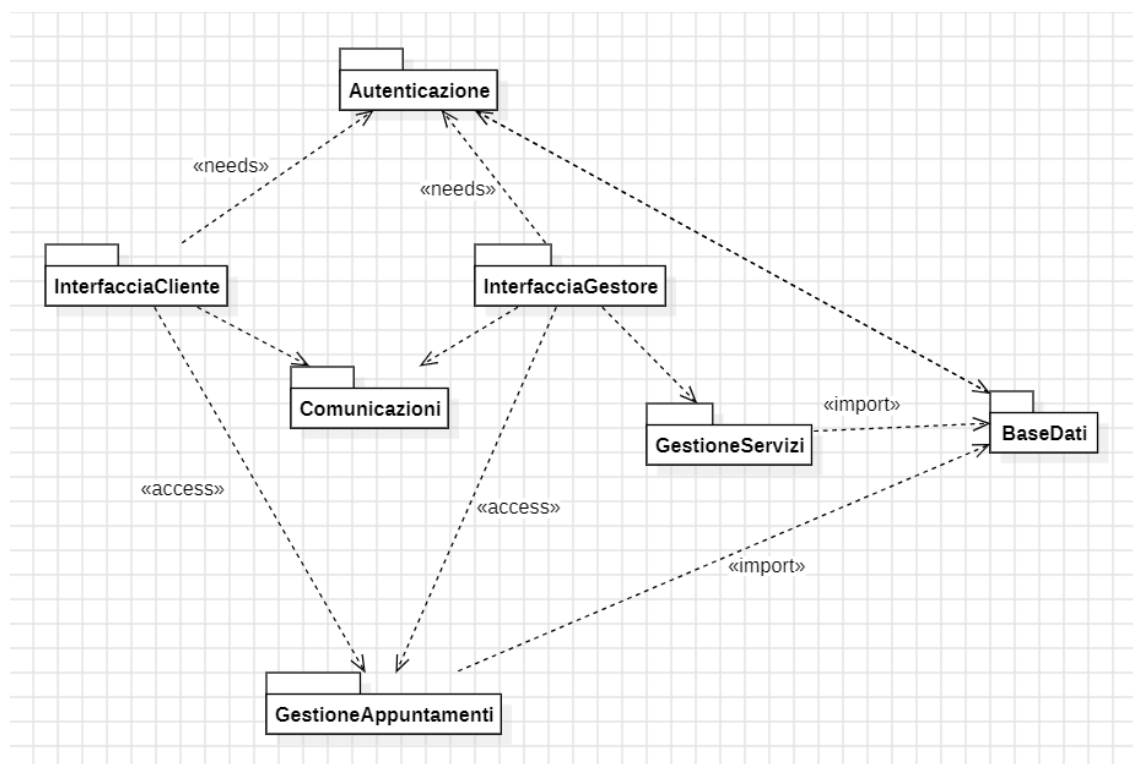 Autenticazione
«needs»
«needs»
InterfacciaCliente
InterfacciaGestore
Comunicazioni
«import»
GestioneServizi
BaseDati
«access»
«access»
«import»
GestioneAppuntamenti